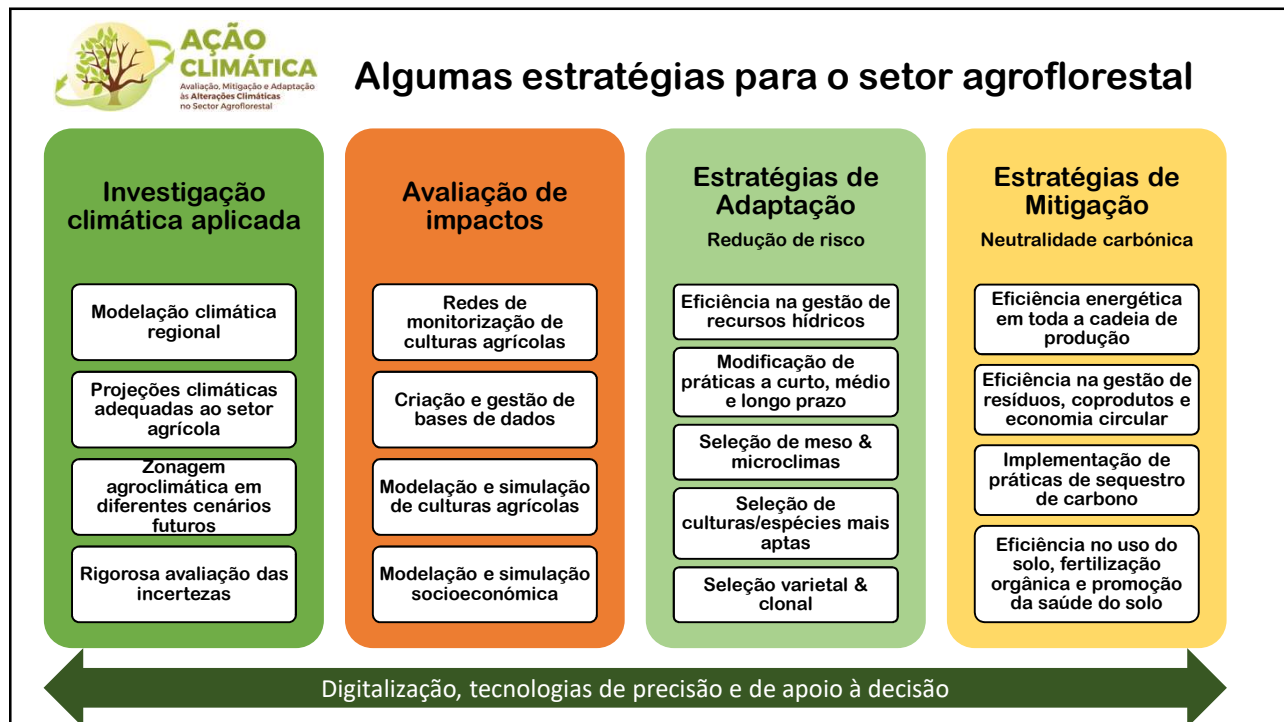 AÇÃO
CLIMÁTICA
Avaliação, Mitigação e Adaptação
às Alterações Climáticas
no Sector Agroflorestal
Algumas estratégias para o setor agroflorestal
Investigação
climática aplicada
Modelação climática
regional
Projeções climáticas
adequadas ao setor
agrícola
Zonagem
agroclimática em
diferentes cenários
futuros
Rigorosa avaliação das
incertezas
Avaliação de
impactos
Redes de
monitorização de
culturas agrícolas
Criação e gestão de
bases de dados
Modelação e simulação
de culturas agrícolas
Modelação e simulação
socioeconómica
Estratégias de
Adaptação
Redução de risco
Eficiência na gestão de
recursos hídricos
Modificação de
práticas a curto, médio
e longo prazo
Seleção de meso &
microclimas
Seleção de
culturas/espécies mais
aptas
Seleção varietal &
clonal
Estratégias de
Mitigação
Neutralidade carbónica
Eficiência energética
em toda a cadeia de
produção
Eficiência na gestão de
resíduos, coprodutos e
economia circular
Implementação de
práticas de sequestro
de carbono
Eficiência no uso do
solo, fertilização
orgânica e promoção
da saúde do solo
Digitalização, tecnologias de precisão e de apoio à decisão